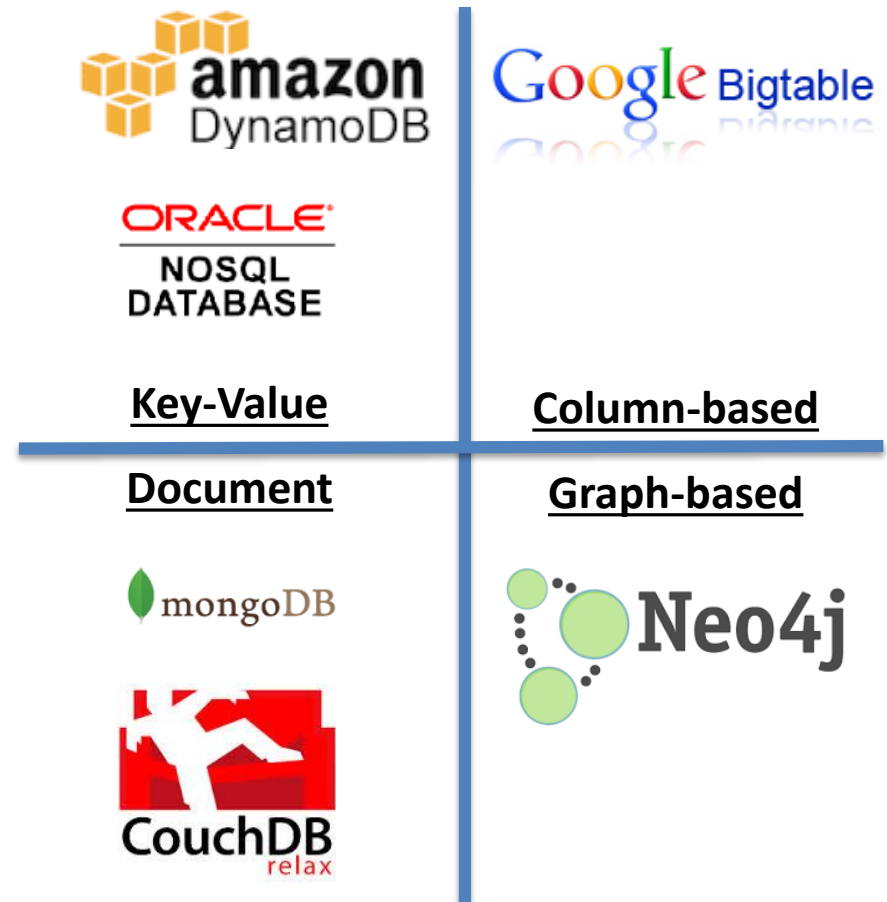 amazon
DynamoDB
ORACLE®
NOSQL
DATABASE
Key-Value
Google Bigtable
Column-based
Document
mongoDB
CouchDB
relax
Graph-based
Neo4j